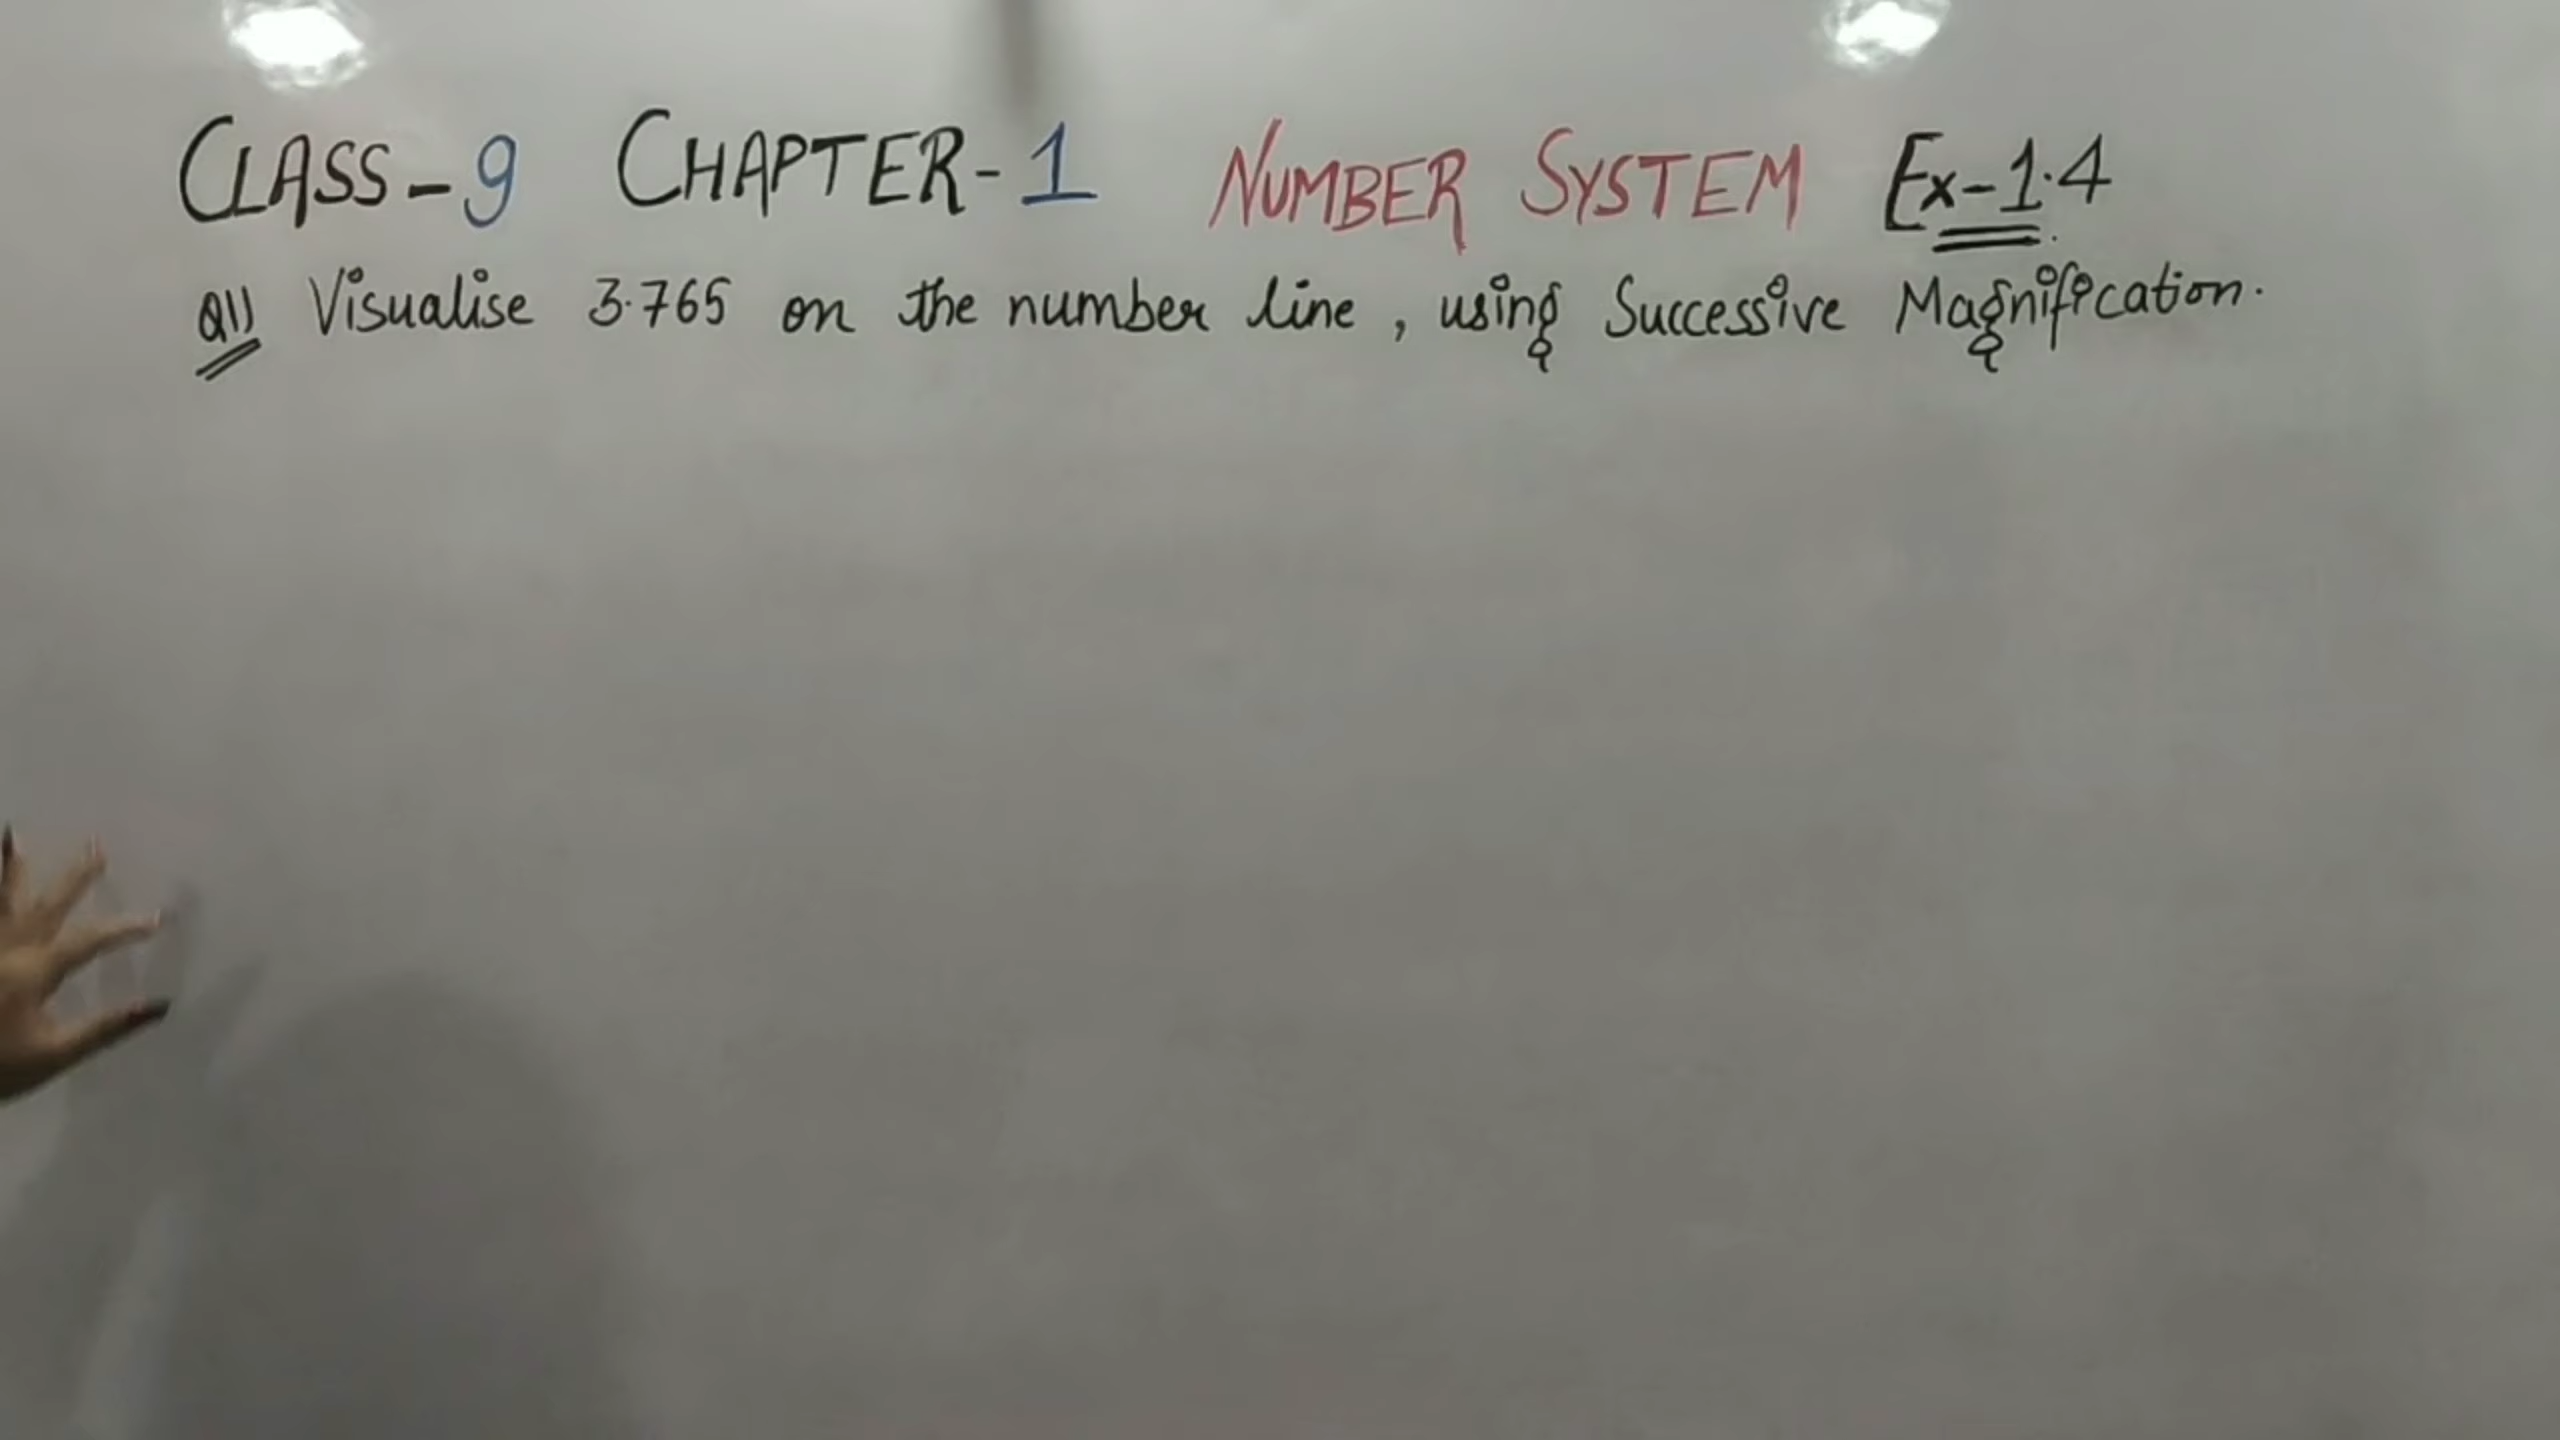 CLASS-9 CHAPTER-1 NUMBER SYSTEM Ex-1.4
Q1) Visualise 3.765 on the number line, using Successive Magnification.